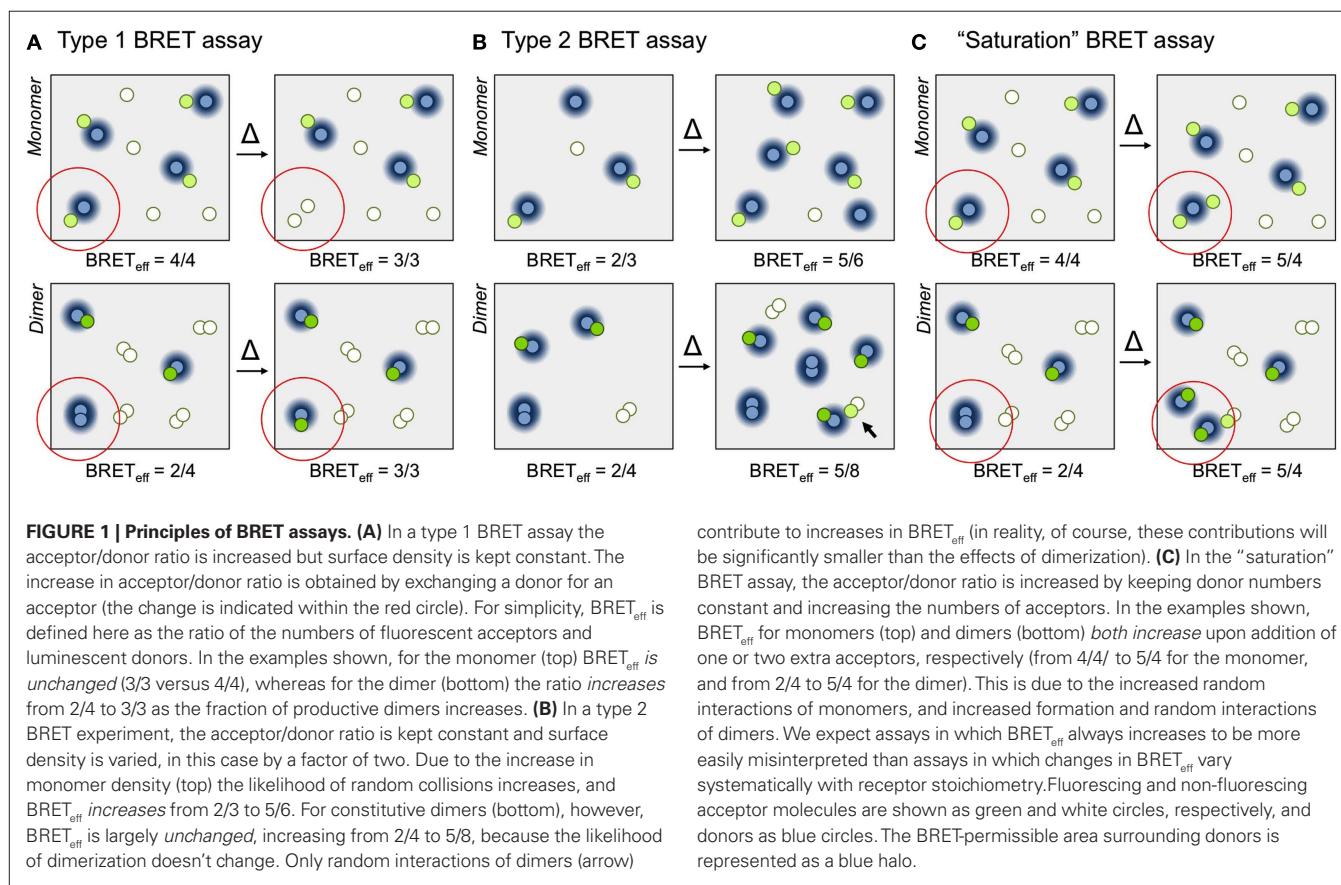 A Type 1 BRET assay
B Type 2 BRET assay
C “Saturation” BRET assay
Monomer
Δ
Δ
Δ
BRETeff = 4/4
BRETeff = 3/3
BRETeff = 2/3
BRETeff = 5/6
BRETeff = 4/4
BRETeff = 5/4
Dimer
Δ
Δ
Δ
BRETeff = 2/4
BRETeff = 3/3
BRETeff = 2/4
BRETeff = 5/8
BRETeff = 2/4
BRETeff = 5/4
FIGURE 1 | Principles of BRET assays. (A) In a type 1 BRET assay the
acceptor/donor ratio is increased but surface density is kept constant. The
increase in acceptor/donor ratio is obtained by exchanging a donor for an
acceptor (the change is indicated within the red circle). For simplicity, BRETeff is
defined here as the ratio of the numbers of fluorescent acceptors and
luminescent donors. In the examples shown, for the monomer (top) BRETeff is
unchanged (3/3 versus 4/4), whereas for the dimer (bottom) the ratio increases
from 2/4 to 3/3 as the fraction of productive dimers increases. (B) In a type 2
BRET experiment, the acceptor/donor ratio is kept constant and surface
density is varied, in this case by a factor of two. Due to the increase in
monomer density (top) the likelihood of random collisions increases, and
BRETeff increases from 2/3 to 5/6. For constitutive dimers (bottom), however,
BRETeff is largely unchanged, increasing from 2/4 to 5/8, because the likelihood
of dimerization doesn’t change. Only random interactions of dimers (arrow)
contribute to increases in BRETeff (in reality, of course, these contributions will
be significantly smaller than the effects of dimerization). (C) In the “saturation”
BRET assay, the acceptor/donor ratio is increased by keeping donor numbers
constant and increasing the numbers of acceptors. In the examples shown,
BRETeff for monomers (top) and dimers (bottom) both increase upon addition of
one or two extra acceptors, respectively (from 4/4/ to 5/4 for the monomer,
and from 2/4 to 5/4 for the dimer). This is due to the increased random
interactions of monomers, and increased formation and random interactions
of dimers. We expect assays in which BRETeff always increases to be more
easily misinterpreted than assays in which changes in BRETeff vary
systematically with receptor stoichiometry.Fluorescing and non-fluorescing
acceptor molecules are shown as green and white circles, respectively, and
donors as blue circles. The BRET-permissible area surrounding donors is
represented as a blue halo.